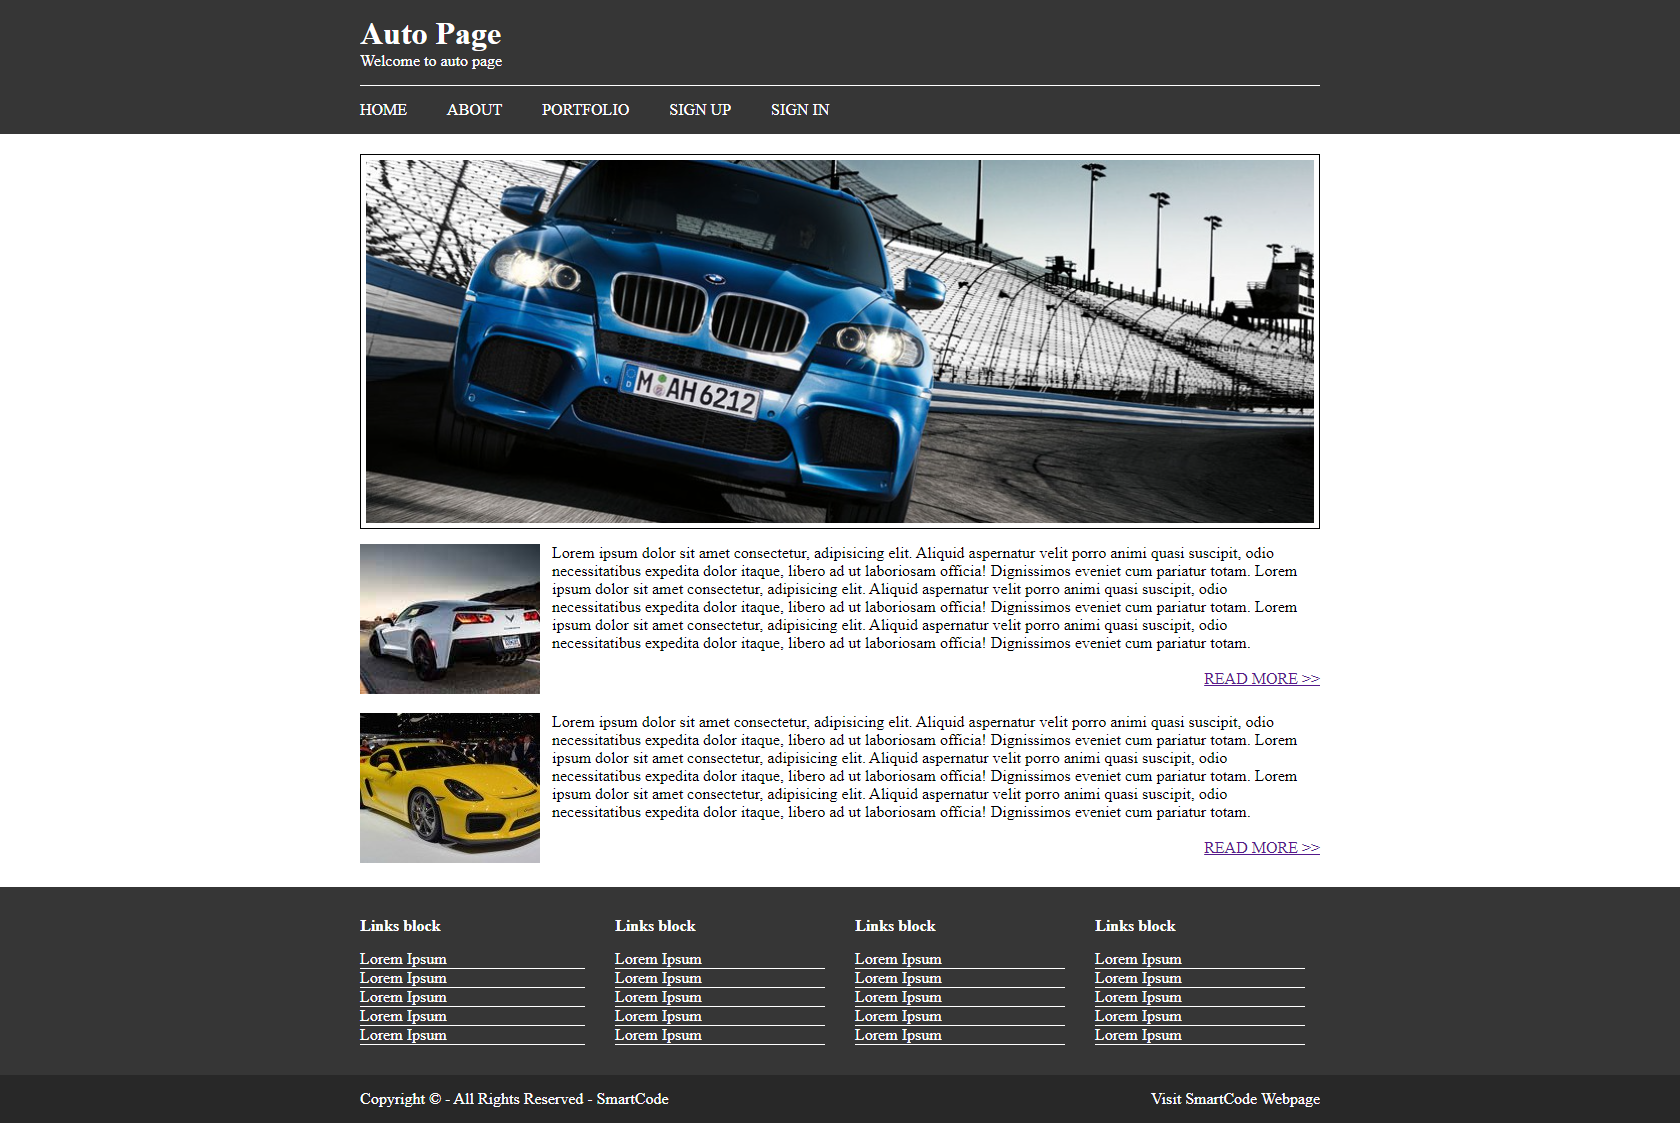 Auto Page
Welcome to auto page
HOME ABOUT PORTFOLIO SIGN UP SIGN IN
M AH 6212
Lorem ipsum dolor sit amet consectetur, adipisicing elit. Aliquid aspernatur velit porro animi quasi suscipit, odio
necessitatibus expedita dolor itaque, libero ad ut laboriosam officia! Dignissimos eveniet cum pariatur totam. Lorem
ipsum dolor sit amet consectetur, adipisicing elit. Aliquid aspernatur velit porro animi quasi suscipit, odio
necessitatibus expedita dolor itaque, libero ad ut laboriosam officia! Dignissimos eveniet cum pariatur totam. Lorem
ipsum dolor sit amet consectetur, adipisicing elit. Aliquid aspernatur velit porro animi quasi suscipit, odio
necessitatibus expedita dolor itaque, libero ad ut laboriosam officia! Dignissimos eveniet cum pariatur totam.
READ MORE >>
Lorem ipsum dolor sit amet consectetur, adipisicing elit. Aliquid aspernatur velit porro animi quasi suscipit, odio
necessitatibus expedita dolor itaque, libero ad ut laboriosam officia! Dignissimos eveniet cum pariatur totam. Lorem
ipsum dolor sit amet consectetur, adipisicing elit. Aliquid aspernatur velit porro animi quasi suscipit, odio
necessitatibus expedita dolor itaque, libero ad ut laboriosam officia! Dignissimos eveniet cum pariatur totam. Lorem
ipsum dolor sit amet consectetur, adipisicing elit. Aliquid aspernatur velit porro animi quasi suscipit, odio
necessitatibus expedita dolor itaque, libero ad ut laboriosam officia! Dignissimos eveniet cum pariatur totam.
READ MORE >>
Links block
Lorem Ipsum
Lorem Ipsum
Lorem Ipsum
Lorem Ipsum
Lorem Ipsum
Links block
Lorem Ipsum
Lorem Ipsum
Lorem Ipsum
Lorem Ipsum
Lorem Ipsum
Links block
Lorem Ipsum
Lorem Ipsum
Lorem Ipsum
Lorem Ipsum
Lorem Ipsum
Links block
Lorem Ipsum
Lorem Ipsum
Lorem Ipsum
Lorem Ipsum
Lorem Ipsum
Copyright © - All Rights Reserved - SmartCode
Visit SmartCode Webpage